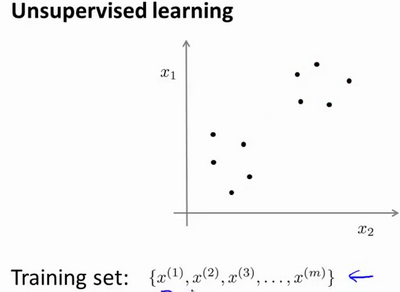 Unsupervised learning
x₁
x₂
Training set: {x⁽¹⁾, x⁽²⁾, x⁽³⁾, . . . , x⁽ᵐ⁾}